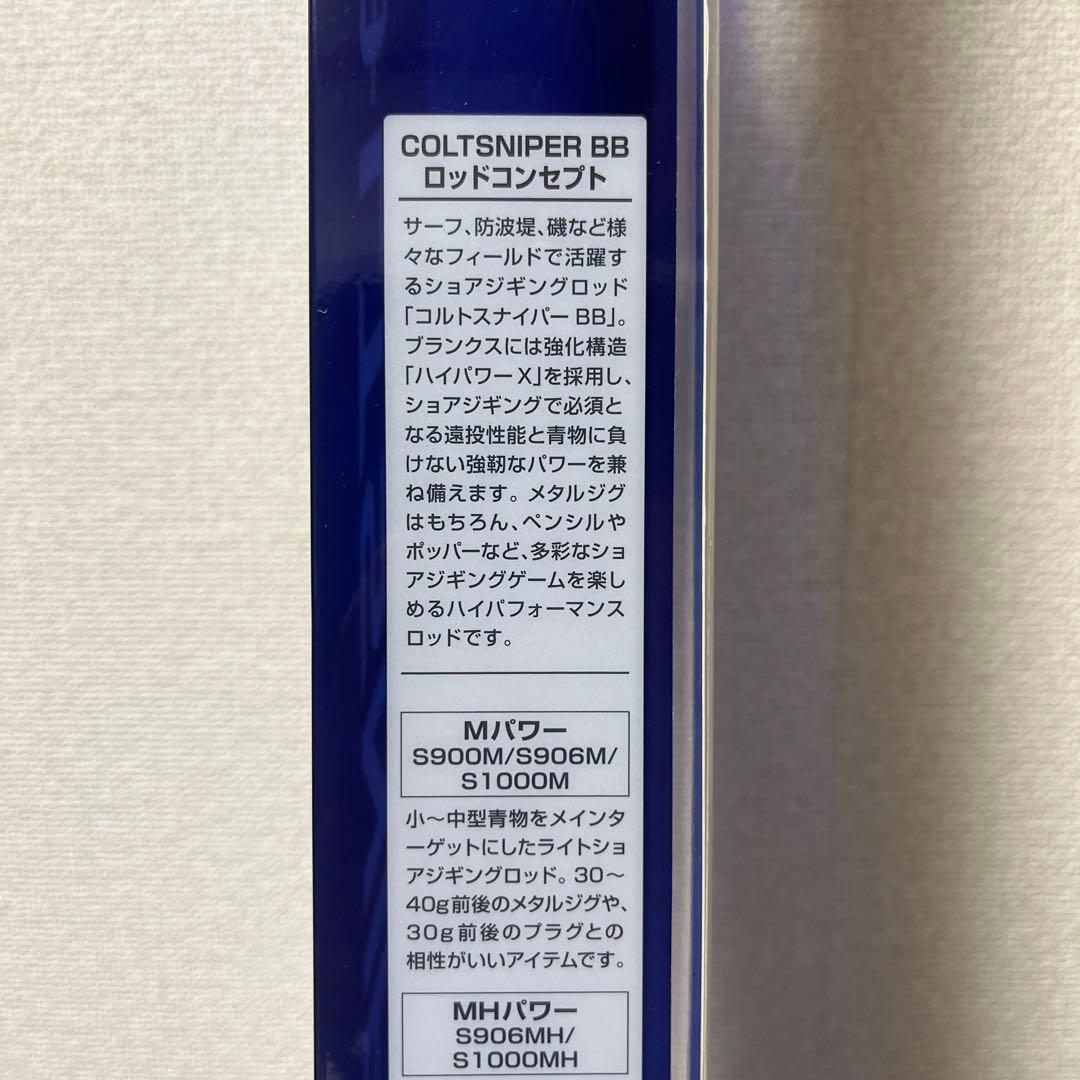 COLTSNIPER BB
ロッドコンセプト
サーフ、防波堤、磯など様
々なフィールドで活躍す
るショアジギングロッド
「コルトスナイパー BB」。
ブランクスには強化構造
「ハイパワーX」を採用し、
ショアジギングで必須と
なる遠投性能と青物に負
けない強靭なパワーを兼
ね備えます。メタルジグ
はもちろん、ペンシルや
ポッパーなど、多彩なショ
アジギングゲームを楽し
めるハイパフォーマンス
ロッドです。
Mパワー
S900M/S906M/
S1000M
小～中型青物をメインタ
ーゲットにしたライトショ
アジギングロッド。30～
40g前後のメタルジグや、
30g前後のプラグとの
相性がいいアイテムです。
MHパワー
S906MH/
S1000MH